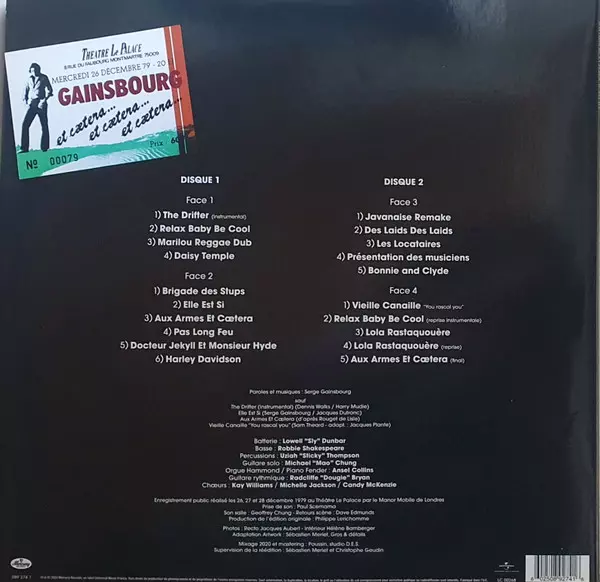 THEATRE LE PALACE
8 RUE DU FAUBOURG MONTMARTRE 75009
MERCREDI 26 DÉCEMBRE 79 - 20
GAINSBOURG
et cætera...
et cætera...
et cætera...
Nº 00079
Prix : 60
DISQUE 1
Face 1
1) The Drifter (instrumental)
2) Relax Baby Be Cool
3) Marilou Reggae Dub
4) Daisy Temple
Face 2
1) Brigade des Stups
2) Elle Est Si
3) Aux Armes Et Cætera
4) Pas Long Feu
5) Docteur Jekyll Et Monsieur Hyde
6) Harley Davidson
DISQUE 2
Face 3
1) Javanaise Remake
2) Des Laids Des Laids
3) Les Locataires
4) Présentation des musiciens
5) Bonnie and Clyde
Face 4
1) Vieille Canaille "You rascal you"
2) Relax Baby Be Cool (reprise instrumentale)
3) Lola Rastaquouère
4) Lola Rastaquouère (reprise)
5) Aux Armes Et Cætera (final)
Paroles et musiques : Serge Gainsbourg
sauf
The Drifter (instrumental) (Dennis Walks / Harry Mudie)
Elle Est Si (Serge Gainsbourg / Jacques Dutronc)
Aux Armes Et Cætera (d'après Rouget de Lisle)
Vieille Canaille "You rascal you" (Sam Theard - adapt. : Jacques Plante)
Batterie : Lowell "Sly" Dunbar
Basse : Robbie Shakespeare
Percussions : Uziah "Sticky" Thompson
Guitare solo : Michael "Mao" Chung
Orgue Hammond / Piano Fender : Ansel Collins
Guitare rythmique : Radcliffe "Dougie" Bryan
Chœurs : Kay Williams / Michelle Jackson / Candy McKenzie
Enregistrement public réalisé les 26, 27 et 28 décembre 1979 au Théâtre Le Palace par le Manor Mobile de Londres
Prise de son : Paul Scemama
Son salle : Geoffrey Chung - Retours scène : Dave Edmunds
Production de l'édition originale : Philippe Lerichomme
Photos : Recto Jacques Aubert - Intérieur Hélène Bamberger
Adaptation Artwork : Sébastien Merlet, Gras & détails
Mixage 2020 et mastering : Poussin, studio D.E.S.
Supervision de la réédition : Sébastien Merlet et Christophe Geudin